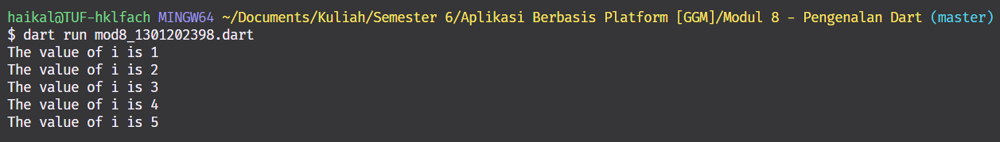 haikal@TUF-hklfach MINGW64 ~/Documents/Kuliah/Semester 6/Aplikasi Berbasis Platform [GGM]/Modul 8 - Pengenalan Dart (master)
$ dart run mod8_1301202398.dart
The value of i is 1
The value of i is 2
The value of i is 3
The value of i is 4
The value of i is 5